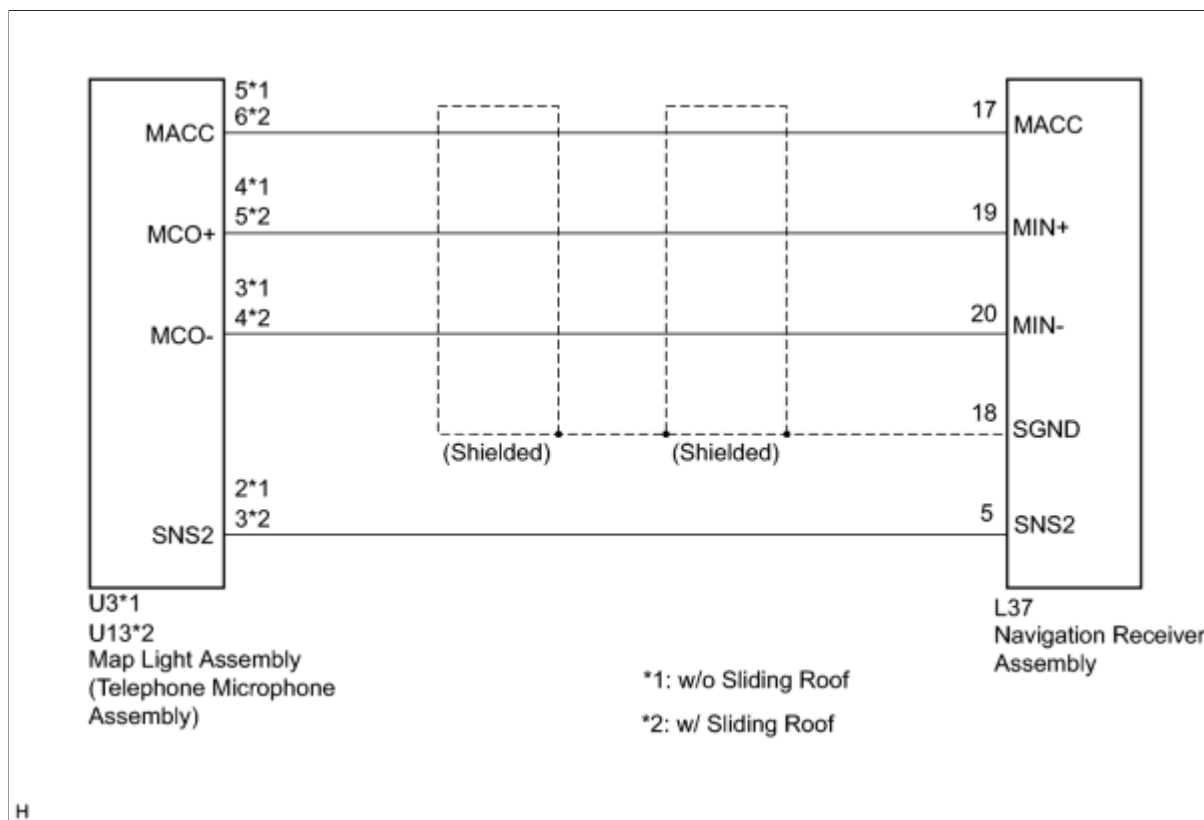 5*1
6*2
MACC
17
MACC
4*1
5*2
MCO+
19
MIN+
3*1
4*2
MCO-
20
MIN-
18
SGND
(Shielded)
(Shielded)
2*1
3*2
SNS2
5
SNS2
U3*1
U13*2
Map Light Assembly
(Telephone Microphone
Assembly)
L37
Navigation Receiver
Assembly
*1: w/o Sliding Roof
*2: w/ Sliding Roof
H